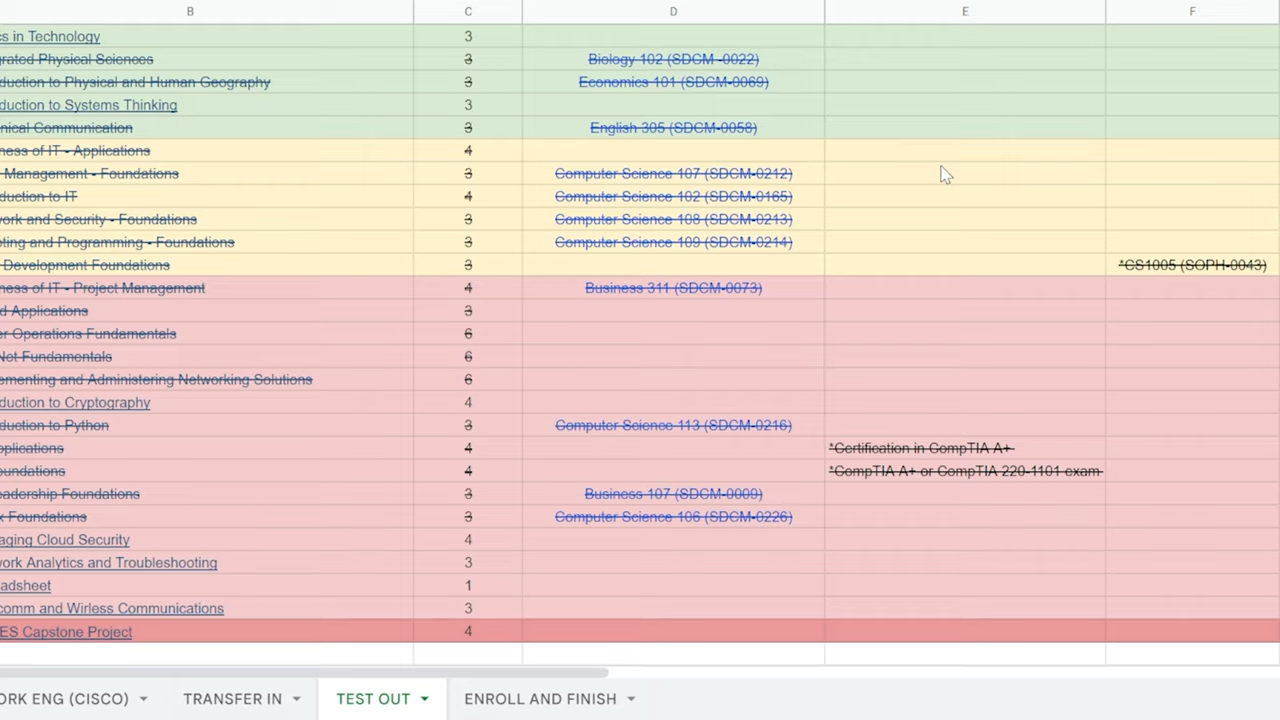 B C D E F
cs in Technology 3
grated Physical Sciences 3 Biology 102 (SDCM -0022)
duction to Physical and Human Geography 3 Economics 101 (SDCM-0069)
duction to Systems Thinking 3
nical Communication 3 English 305 (SDCM-0058)
ness of IT - Applications 4
Management - Foundations 3 Computer Science 107 (SDCM-0212)
duction to IT 4 Computer Science 102 (SDCM-0165)
work and Security - Foundations 3 Computer Science 108 (SDCM-0213)
pting and Programming - Foundations 3 Computer Science 109 (SDCM-0214)
Development Foundations 3 *CS1005 (SOPH-0043)
ness of IT - Project Management 4 Business 311 (SDCM-0073)
d Applications 3
er Operations Fundamentals 6
Net Fundamentals 6
ementing and Administering Networking Solutions 6
duction to Cryptography 4
duction to Python 3 Computer Science 113 (SDCM-0216)
pplications 4 *Certification in CompTIA A+
oundations 4 *CompTIA A+ or CompTIA 220-1101 exam
eadership Foundations 3 Business 107 (SDCM-0009)
x Foundations 3 Computer Science 106 (SDCM-0226)
aging Cloud Security 4
work Analytics and Troubleshooting 3
eadsheet 1
comm and Wirless Communications 3
ES Capstone Project 4
ORK ENG (CISCO) TRANSFER IN TEST OUT ENROLL AND FINISH